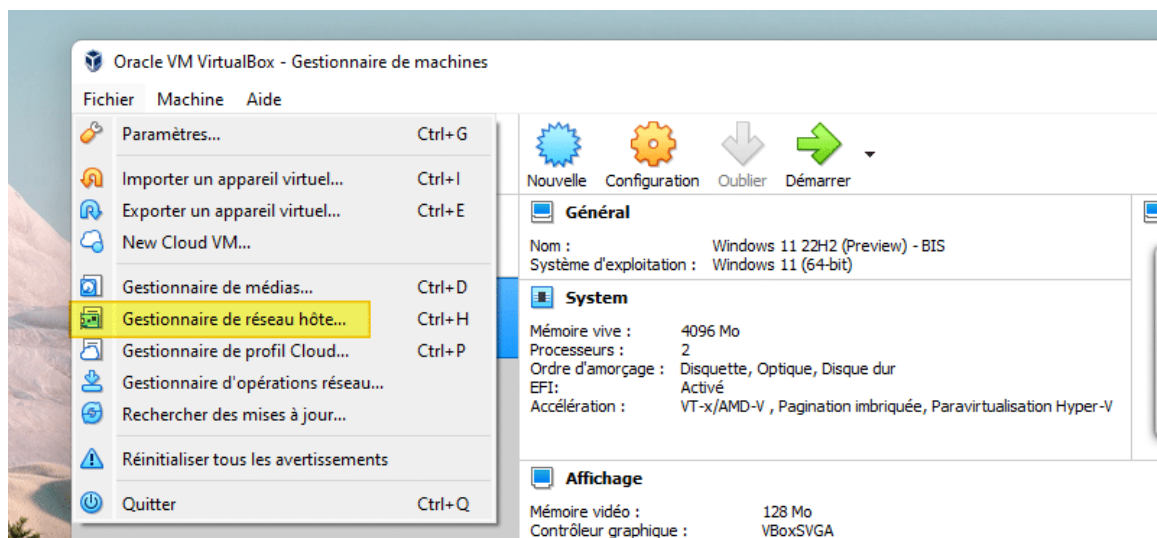 Oracle VM VirtualBox - Gestionnaire de machines
Fichier Machine Aide
Paramètres... Ctrl+G
Importer un appareil virtuel... Ctrl+I
Exporter un appareil virtuel... Ctrl+E
New Cloud VM...
Gestionnaire de médias... Ctrl+D
Gestionnaire de réseau hôte... Ctrl+H
Gestionnaire de profil Cloud... Ctrl+P
Gestionnaire d'opérations réseau...
Rechercher des mises à jour...
Réinitialiser tous les avertissements
Quitter Ctrl+Q
Nouvelle Configuration Oublier Démarrer
Général
Nom : Windows 11 22H2 (Preview) - BIS
Système d'exploitation : Windows 11 (64-bit)
System
Mémoire vive : 4096 Mo
Processeurs : 2
Ordre d'amorçage : Disquette, Optique, Disque dur
EFI: Activé
Accélération : VT-x/AMD-V , Pagination imbriquée, Paravirtualisation Hyper-V
Affichage
Mémoire vidéo : 128 Mo
Contrôleur graphique : VBoxSVGA